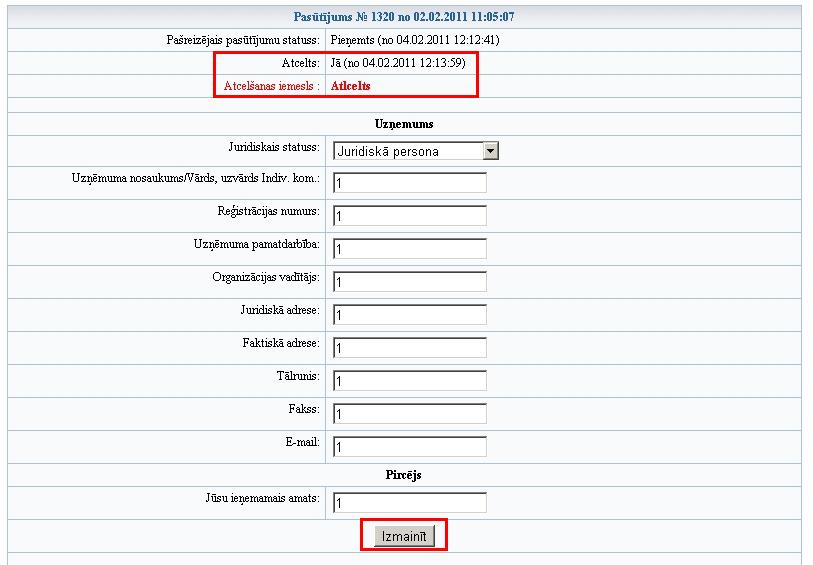 Pasūtījums № 1320 no 02.02.2011 11:05:07
Pašreizējais pasūtījumu statuss: Pieņemts (no 04.02.2011 12:12:41)
Atcelts: Jā (no 04.02.2011 12:13:59)
Atcelšanas iemesls : Atlcelts
Uzņemums
Juridiskais statuss: Juridiskā persona
Uzņēmuma nosaukums/Vārds, uzvārds Indiv. kom.: 1
Reģistrācijas numurs: 1
Uzņēmuma pamatdarbība: 1
Organizācijas vadītājs: 1
Juridiskā adrese: 1
Faktiskā adrese: 1
Tālrunis: 1
Fakss: 1
E-mail: 1
Pircējs
Jūsu ieņemamais amats: 1
Izmainīt